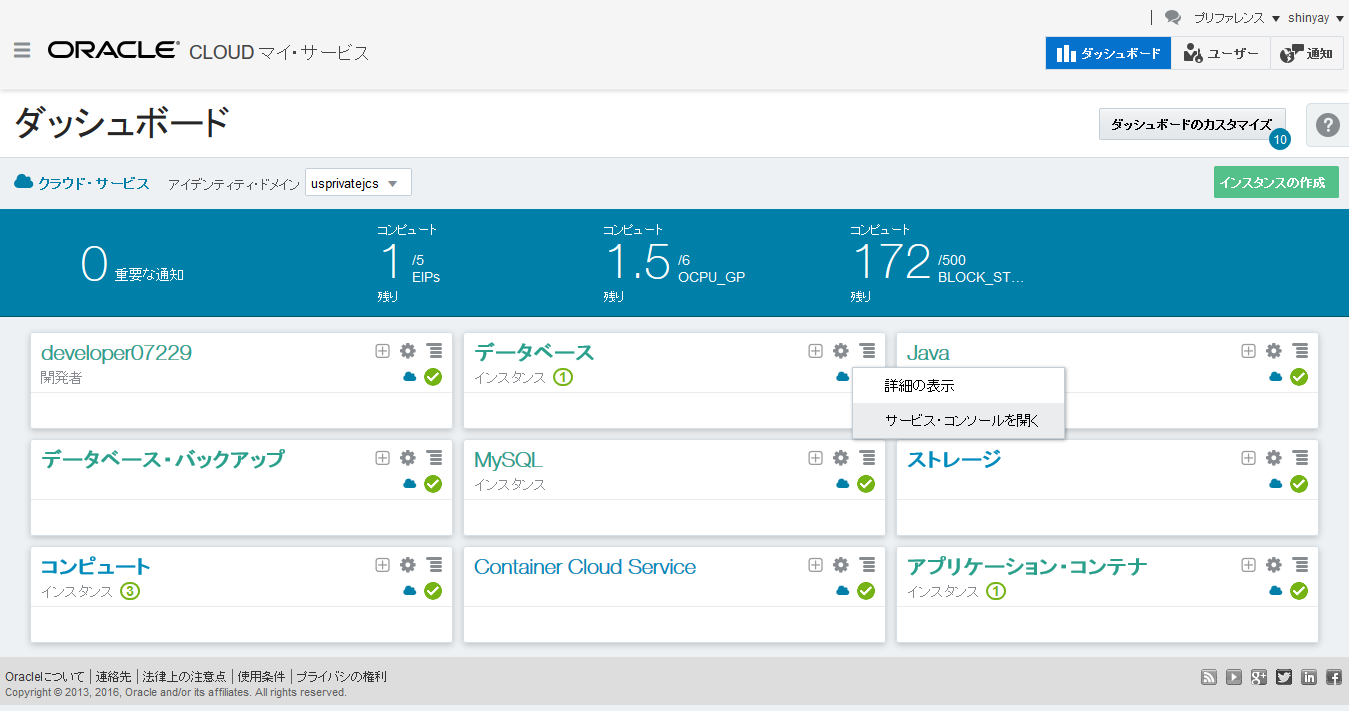 プリファレンス ▼ shinyay ▼
ORACLE CLOUD マイ・サービス
ダッシュボード ユーザー 通知
ダッシュボード
ダッシュボードのカスタマイズ 10 ?
クラウド・サービス アイデンティティ・ドメイン usprivatejcs インスタンスの作成
0 重要な通知
コンピュート
1 /5 EIPs
残り
コンピュート
1.5 /6 OCPU_GP
残り
コンピュート
172 /500 BLOCK_ST...
残り
developer07229
開発者
データベース
インスタンス 1
Java
詳細の表示
サービス・コンソールを開く
データベース・バックアップ
MySQL
インスタンス
ストレージ
コンピュート
インスタンス 3
Container Cloud Service
アプリケーション・コンテナ
インスタンス 1
Oracleについて | 連絡先 | 法律上の注意点 | 使用条件 | プライバシの権利
Copyright © 2013, 2016, Oracle and/or its affiliates. All rights reserved.